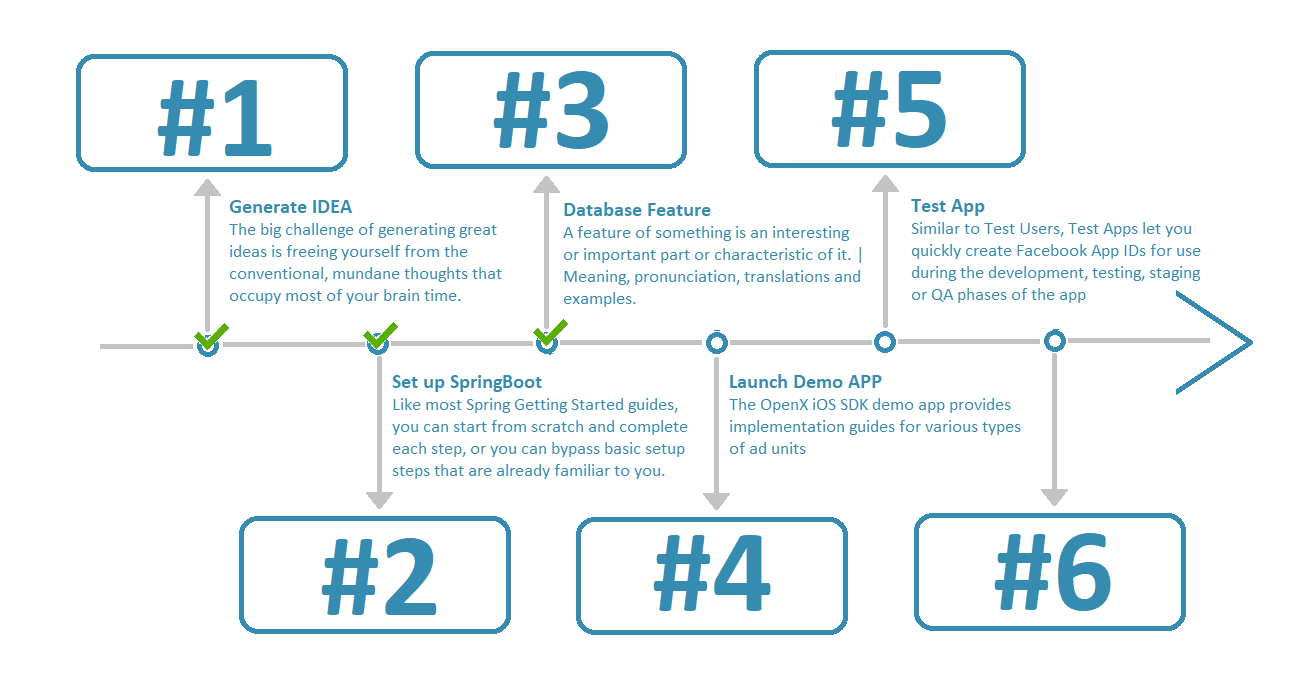 #1
#3
#5
Generate IDEA
The big challenge of generating great
ideas is freeing yourself from the
conventional, mundane thoughts that
occupy most of your brain time.
Database Feature
A feature of something is an interesting
or important part or characteristic of it. |
Meaning, pronunciation, translations and
examples.
Test App
Similar to Test Users, Test Apps let you
quickly create Facebook App IDs for use
during the development, testing, staging
or QA phases of the app
Set up SpringBoot
Like most Spring Getting Started guides,
you can start from scratch and complete
each step, or you can bypass basic setup
steps that are already familiar to you.
Launch Demo APP
The OpenX iOS SDK demo app provides
implementation guides for various types
of ad units
#2
#4
#6